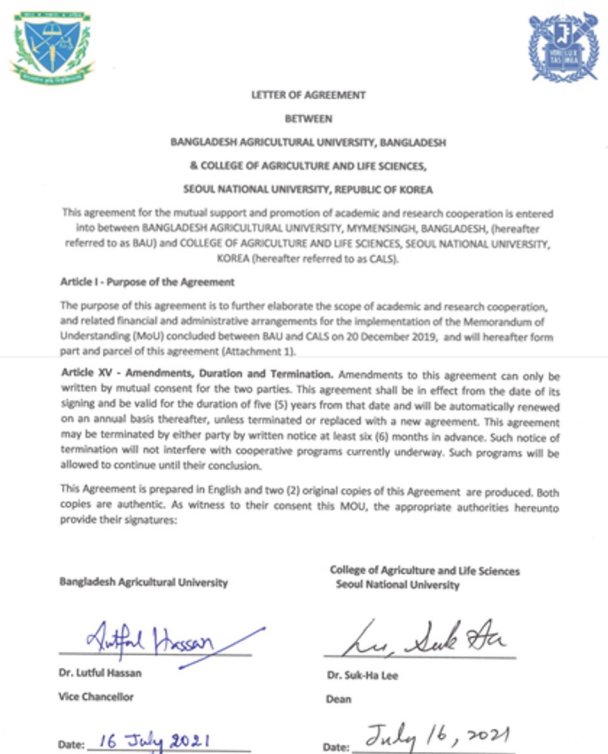 LETTER OF AGREEMENT
BETWEEN
BANGLADESH AGRICULTURAL UNIVERSITY, BANGLADESH
& COLLEGE OF AGRICULTURE AND LIFE SCIENCES,
SEOUL NATIONAL UNIVERSITY, REPUBLIC OF KOREA
This agreement for the mutual support and promotion of academic and research cooperation is entered
into between BANGLADESH AGRICULTURAL UNIVERSITY, MYMENSINGH, BANGLADESH, (hereafter
referred to as BAU) and COLLEGE OF AGRICULTURE AND LIFE SCIENCES, SEOUL NATIONAL UNIVERSITY,
KOREA (hereafter referred to as CALS).
Article I - Purpose of the Agreement
The purpose of this agreement is to further elaborate the scope of academic and research cooperation,
and related financial and administrative arrangements for the implementation of the Memorandum of
Understanding (MoU) concluded between BAU and CALS on 20 December 2019, and will hereafter form
part and parcel of this agreement (Attachment 1).
Article XV - Amendments, Duration and Termination. Amendments to this agreement can only be
written by mutual consent for the two parties. This agreement shall be in effect from the date of its
signing and be valid for the duration of five (5) years from that date and will be automatically renewed
on an annual basis thereafter, unless terminated or replaced with a new agreement. This agreement
may be terminated by either party by written notice at least six (6) months in advance. Such notice of
termination will not interfere with cooperative programs currently underway. Such programs will be
allowed to continue until their conclusion.
This Agreement is prepared in English and two (2) original copies of this Agreement are produced. Both
copies are authentic. As witness to their consent this MOU, the appropriate authorities hereunto
provide their signatures:
Bangladesh Agricultural University
College of Agriculture and Life Sciences
Seoul National University
Lutful Hassan
Dr. Lutful Hassan
Vice Chancellor
Date: 16 July 2021
Lee, Suk Ha
Dr. Suk-Ha Lee
Dean
Date: July 16, 2021